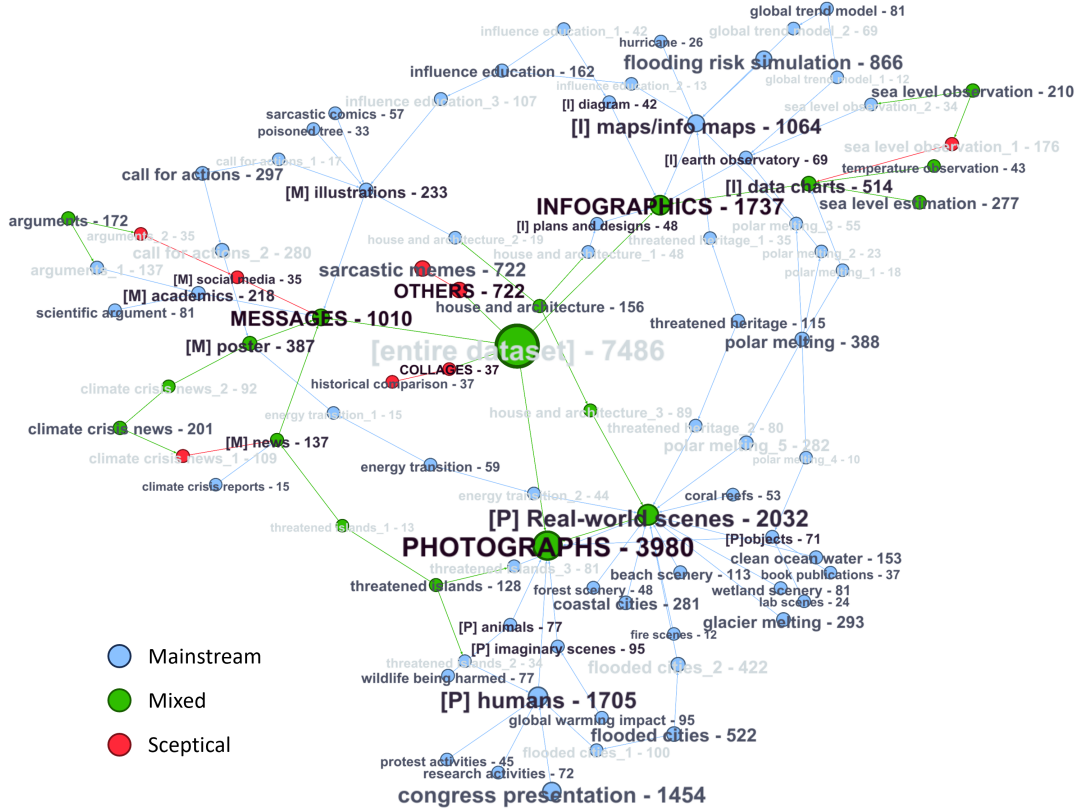 global trend model - 81
influence education_1 - 42
global trend model_2 - 69
hurricane - 26
flooding risk simulation - 866
influence education - 162
global trend model_1 - 12
influence education_2 - 13
sea level observation - 210
influence education_3 - 107
[I] diagram - 42
sea level observation_2 - 34
sarcastic comics - 57
poisoned tree - 33
[I] maps/info maps - 1064
sea level observation_1 - 176
call for actions_1 - 17
[I] earth observatory - 69
temperature observation - 43
call for actions - 297
[M] illustrations - 233
[I] data charts - 514
INFOGRAPHICS - 1737
sea level estimation - 277
arguments - 172
[I] plans and designs - 48
polar melting_3 - 55
arguments_2 - 35
house and architecture_2 - 19
threatened heritage_1 - 35
call for actions_2 - 280
house and architecture_1 - 48
polar melting_2 - 23
arguments_1 - 137
sarcastic memes - 722
polar melting_1 - 18
[M] social media - 35
OTHERS - 722
[M] academics - 218
house and architecture - 156
scientific argument - 81
MESSAGES - 1010
threatened heritage - 115
[M] poster - 387
[entire dataset] - 7486
polar melting - 388
COLLAGES - 37
historical comparison - 37
climate crisis news_2 - 92
energy transition_1 - 15
house and architecture_3 - 89
climate crisis news - 201
threatened heritage_2 - 80
[M] news - 137
polar melting_5 - 282
climate crisis news_1 - 109
polar melting_4 - 10
energy transition - 59
climate crisis reports - 15
energy transition_2 - 44
coral reefs - 53
[P] Real-world scenes - 2032
threatened islands_1 - 13
[P]objects - 71
PHOTOGRAPHS - 3980
clean ocean water - 153
threatened islands_3 - 81
beach scenery - 113
book publications - 37
threatened islands - 128
forest scenery - 48
wetland scenery - 81
coastal cities - 281
lab scenes - 24
glacier melting - 293
[P] animals - 77
fire scenes - 12
[P] imaginary scenes - 95
Mainstream
threatened islands_2 - 34
flooded cities_2 - 422
wildlife being harmed - 77
Mixed
[P] humans - 1705
global warming impact - 95
flooded cities - 522
Sceptical
flooded cities_1 - 100
protest activities - 45
research activities - 72
congress presentation - 1454